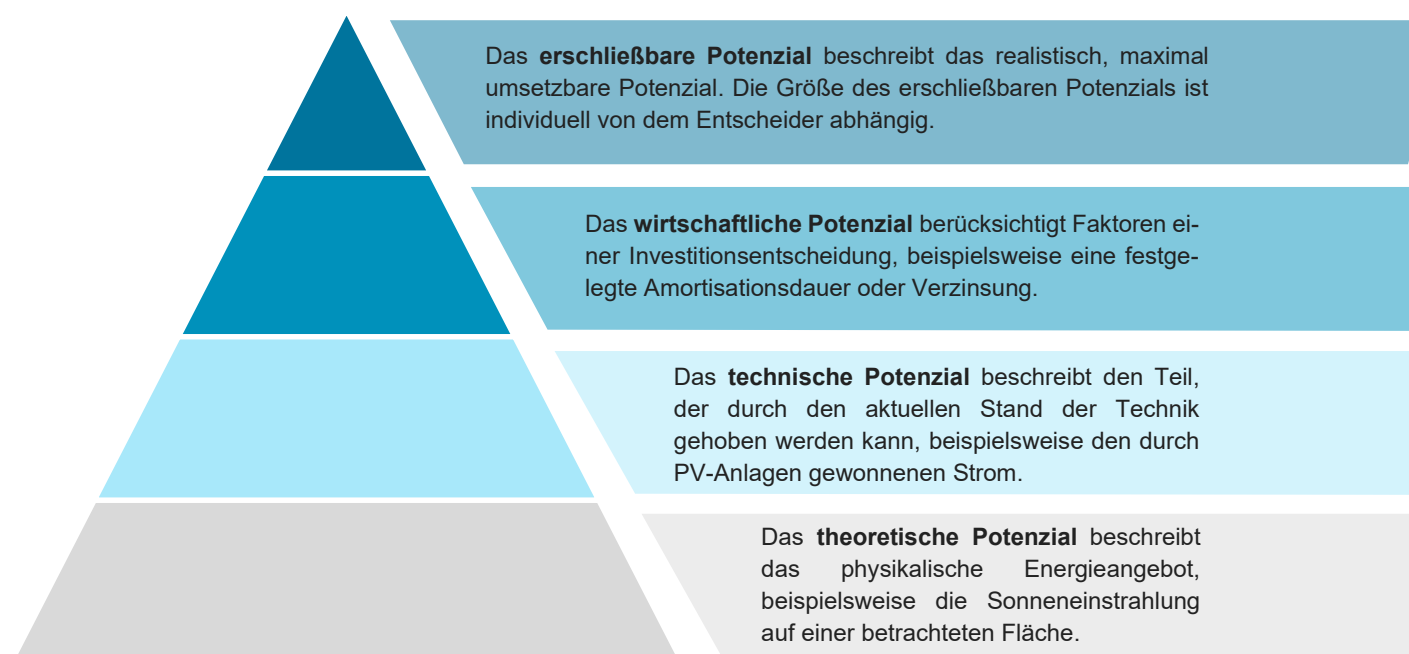 Das erschließbare Potenzial beschreibt das realistisch, maximal
umsetzbare Potenzial. Die Größe des erschließbaren Potenzials ist
individuell von dem Entscheider abhängig.
Das wirtschaftliche Potenzial berücksichtigt Faktoren ei-
ner Investitionsentscheidung, beispielsweise eine festge-
legte Amortisationsdauer oder Verzinsung.
Das technische Potenzial beschreibt den Teil,
der durch den aktuellen Stand der Technik
gehoben werden kann, beispielsweise den durch
PV-Anlagen gewonnenen Strom.
Das theoretische Potenzial beschreibt
das physikalische Energieangebot,
beispielsweise die Sonneneinstrahlung
auf einer betrachteten Fläche.